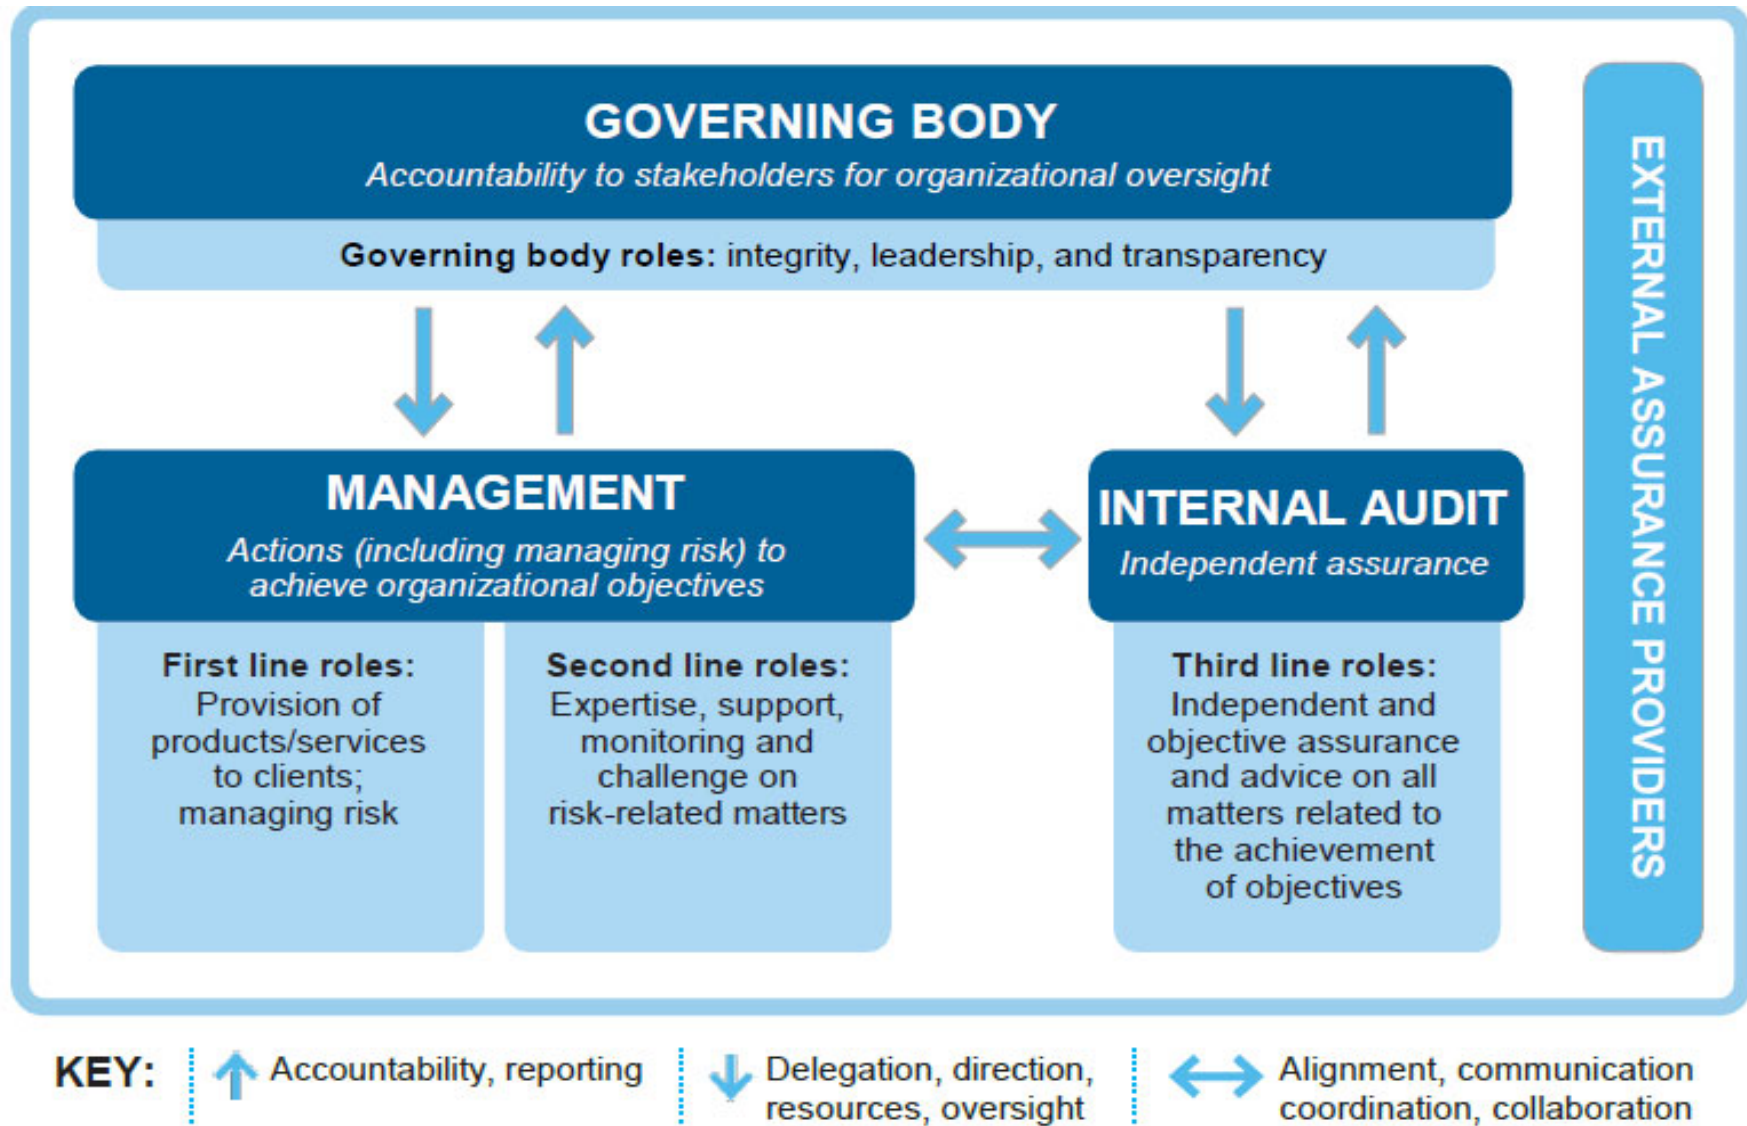 GOVERNING BODY
Accountability to stakeholders for organizational oversight
Governing body roles: integrity, leadership, and transparency
MANAGEMENT
Actions (including managing risk) to
achieve organizational objectives
First line roles:
Provision of
products/services
to clients;
managing risk
Second line roles:
Expertise, support,
monitoring and
challenge on
risk-related matters
INTERNAL AUDIT
Independent assurance
Third line roles:
Independent and
objective assurance
and advice on all
matters related to
the achievement
of objectives
EXTERNAL ASSURANCE PROVIDERS
KEY:
Accountability, reporting
Delegation, direction,
resources, oversight
Alignment, communication
coordination, collaboration